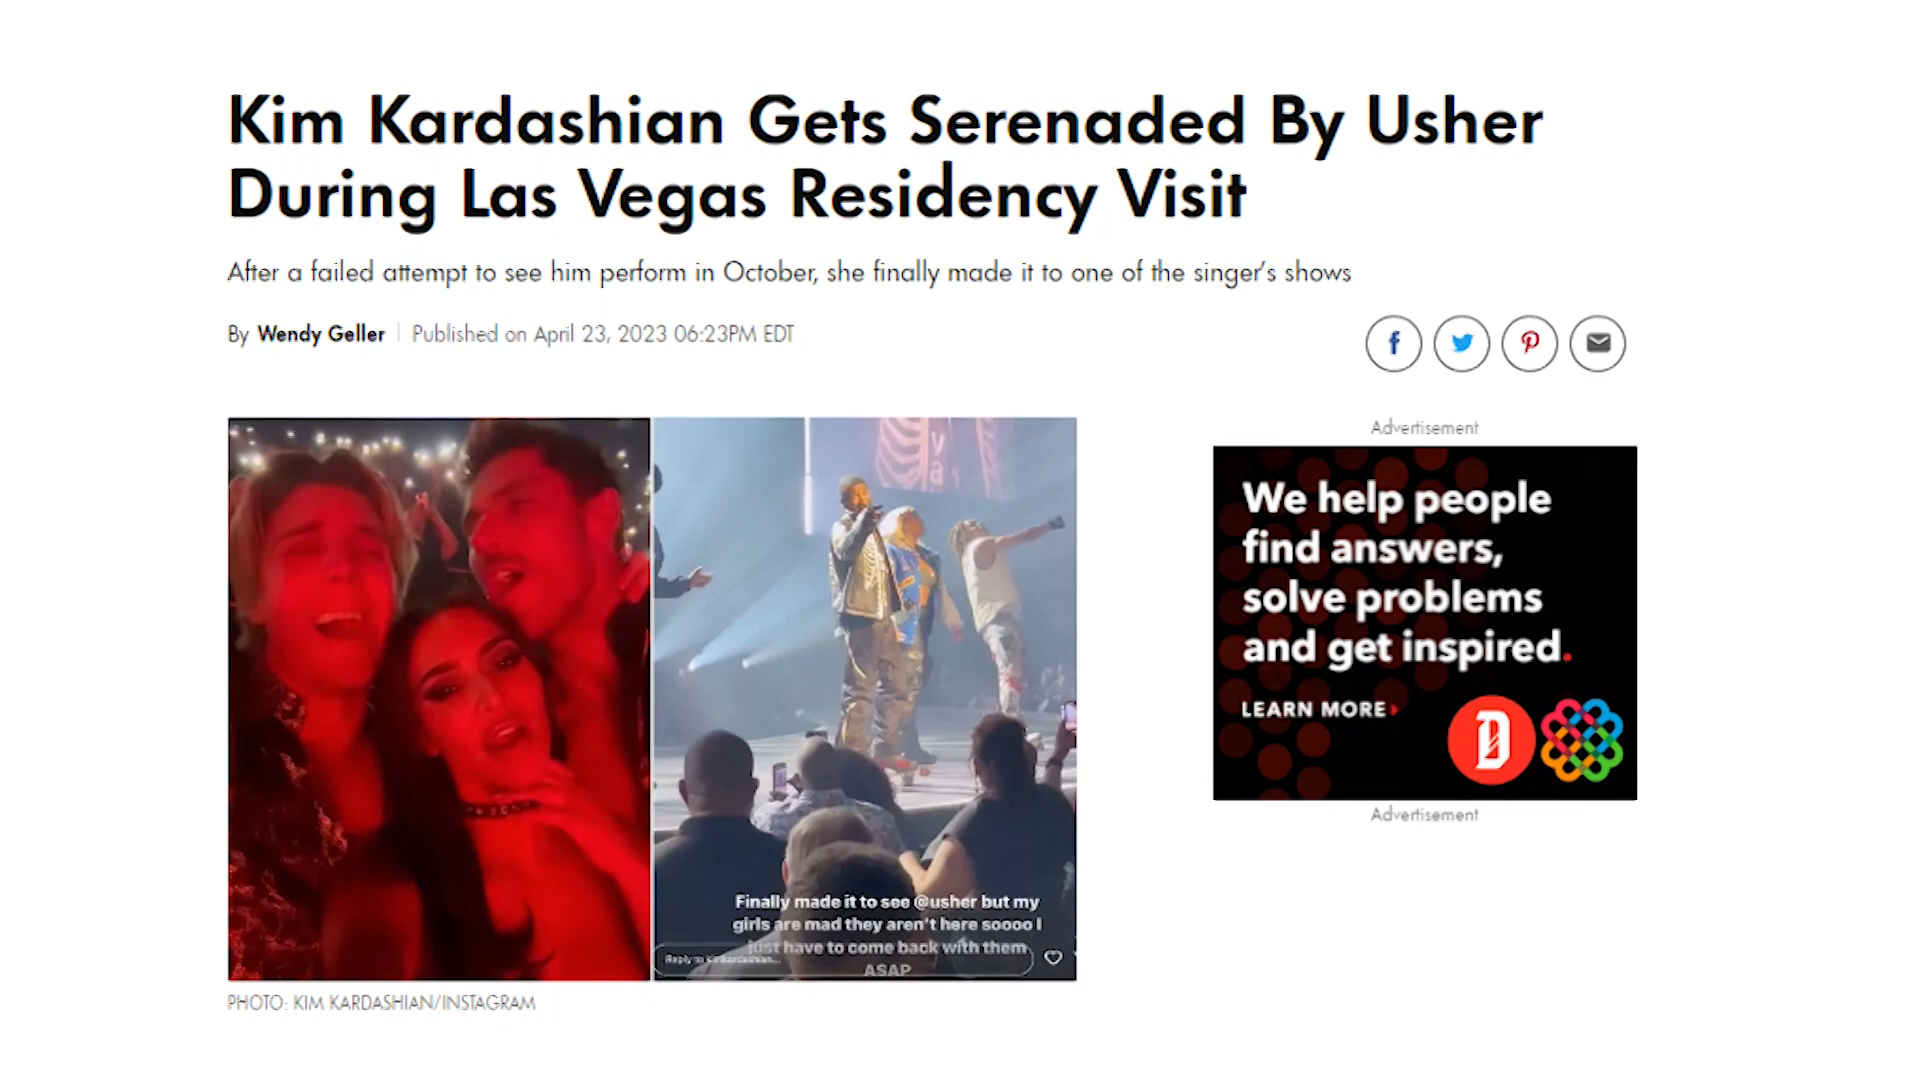 Kim Kardashian Gets Serenaded By Usher
During Las Vegas Residency Visit
After a failed attempt to see him perform in October, she finally made it to one of the singer's shows
By Wendy Geller | Published on April 23, 2023 06:23PM EDT
Advertisement
We help people
find answers,
solve problems
and get inspired.
LEARN MORE
D
Advertisement
ya
Finally made it to see @usher but my
girls are mad they aren't here soooo I
just have to come back with them
ASAP
Reply to kimkardashian...
PHOTO: KIM KARDASHIAN/INSTAGRAM